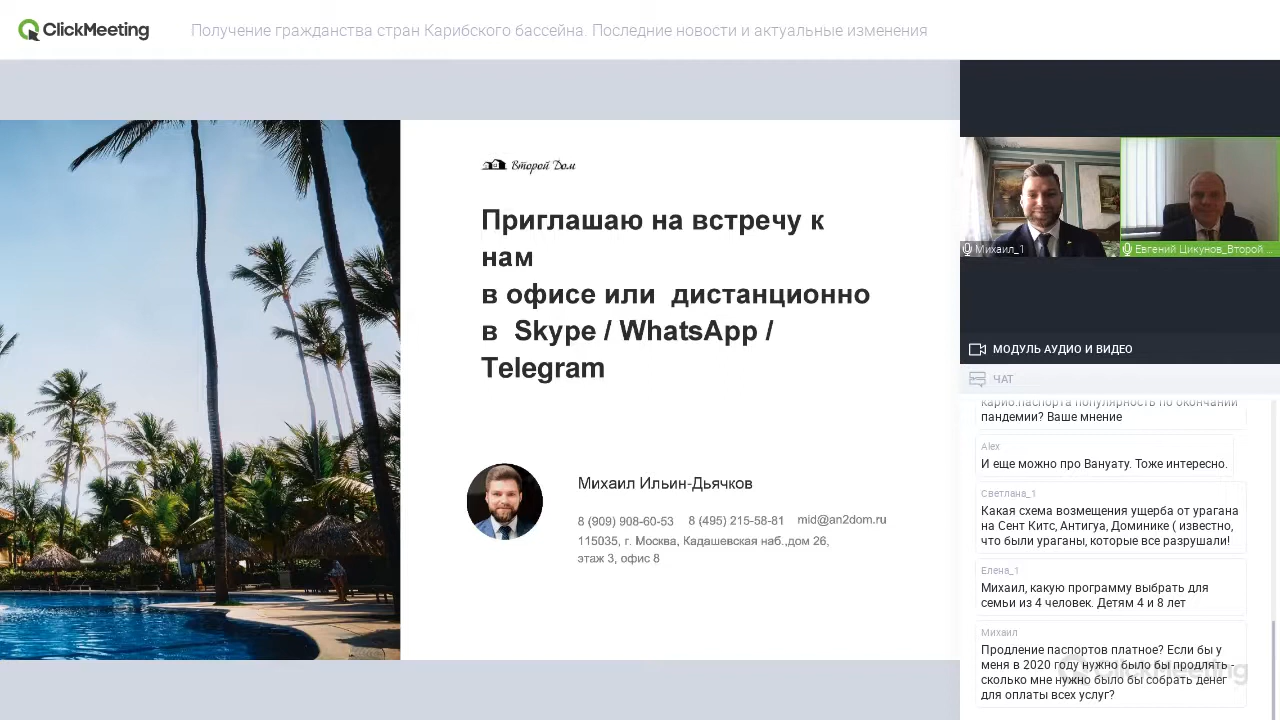 ClickMeeting
Получение гражданства стран Карибского бассейна. Последние новости и актуальные изменения
Второй Дом
Приглашаю на встречу к
нам
в офисе или дистанционно
в Skype / WhatsApp /
Telegram
Михаил Ильин-Дьячков
8 (909) 908-60-53 8 (495) 215-58-81 mid@an2dom.ru
115035, г. Москва, Кадашевская наб.,дом 26,
этаж 3, офис 8
Михаил_1
Евгений Цикунов_Второй ...
МОДУЛЬ АУДИО И ВИДЕО
ЧАТ
карио.паспорта популярность по окончании
пандемии? Ваше мнение
Alex
И еще можно про Вануату. Тоже интересно.
Светлана_1
Какая схема возмещения ущерба от урагана
на Сент Китс, Антигуа, Доминике ( известно,
что были ураганы, которые все разрушали!
Елена_1
Михаил, какую программу выбрать для
семьи из 4 человек. Детям 4 и 8 лет
Михаил
Продление паспортов платное? Если бы у
меня в 2020 году нужно было бы продлять -
сколько мне нужно было бы собрать денег
для оплаты всех услуг?
ClickMeeting